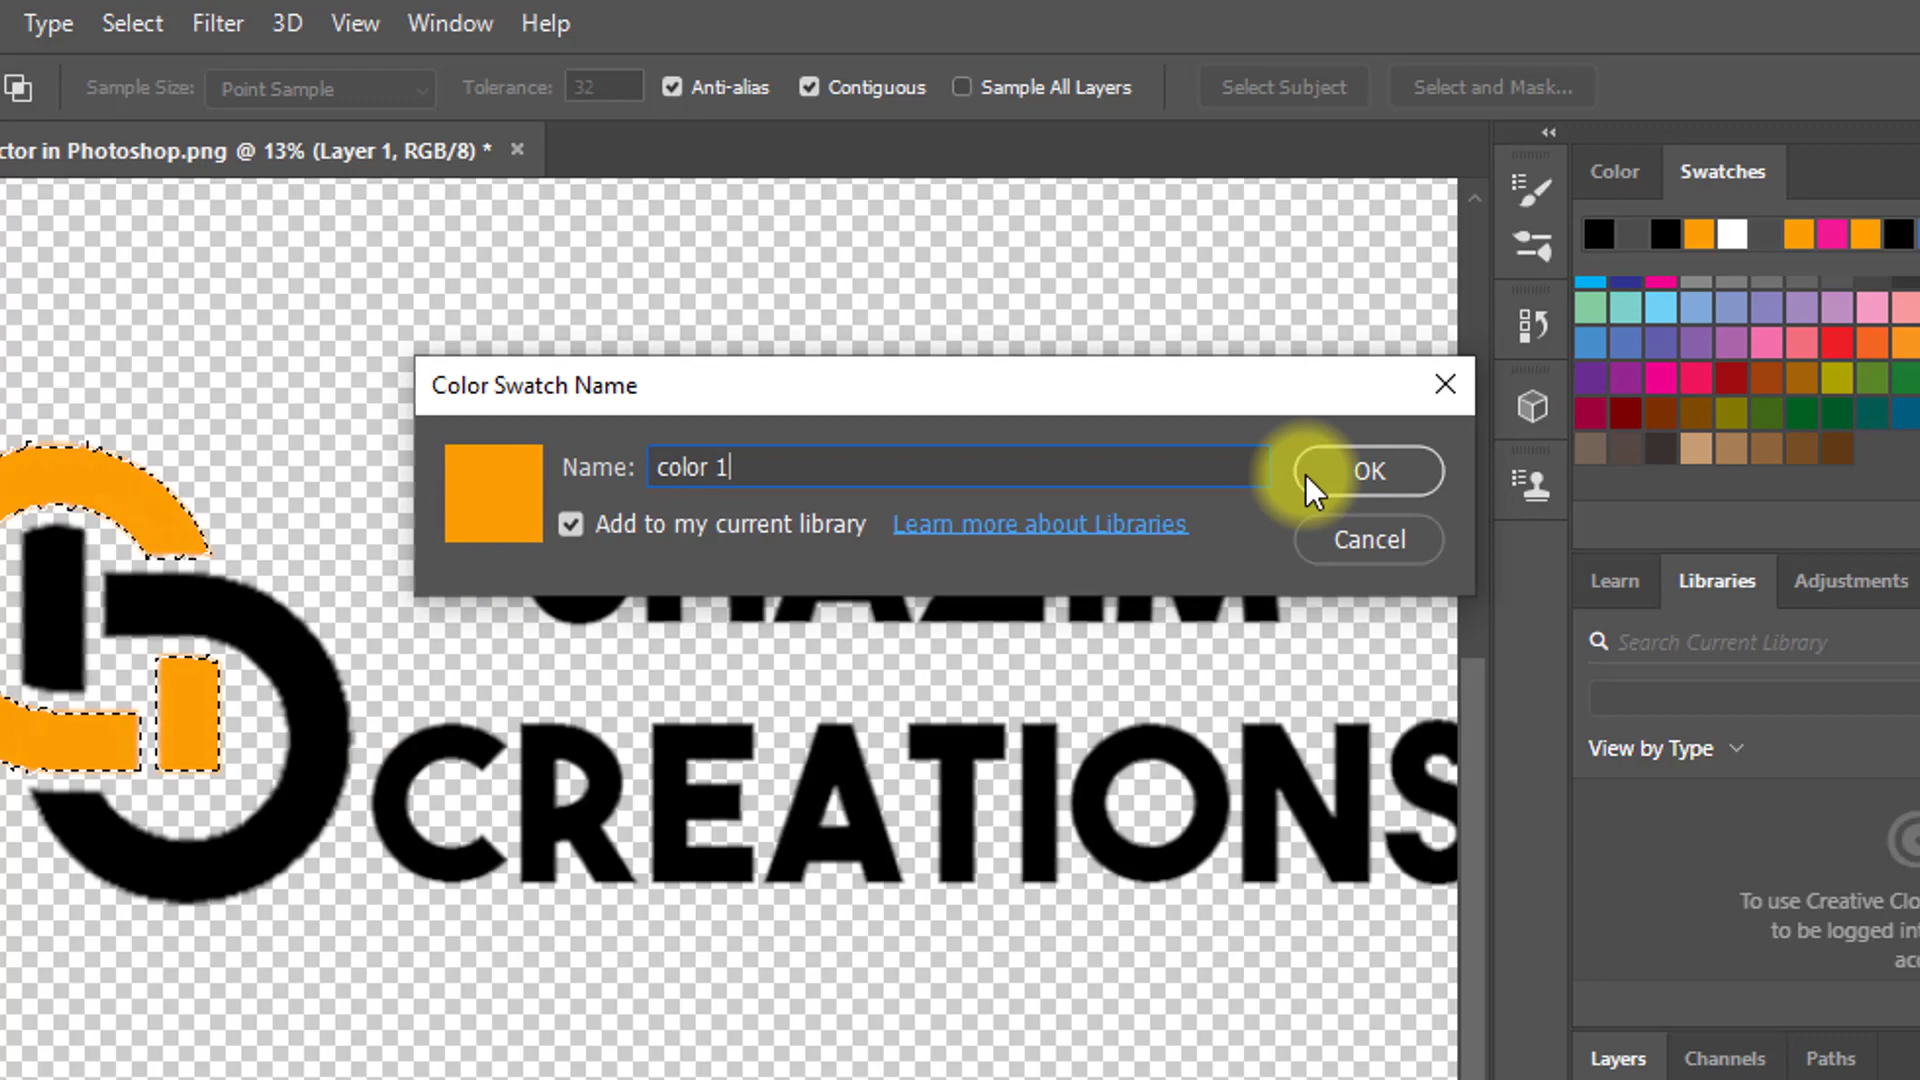 Type Select Filter 3D View Window Help
Sample Size: Point Sample Tolerance: 32 Anti-alias Contiguous Sample All Layers Select Subject Select and Mask...
ctor in Photoshop.png @ 13% (Layer 1, RGB/8) *
Color Swatches
Color Swatch Name
Name: color 1 OK
Add to my current library Learn more about Libraries
Cancel
CREATIONS
Learn Libraries Adjustments
Search Current Library
View by Type
To use Creative Clo
to be logged in
acc
Layers Channels Paths